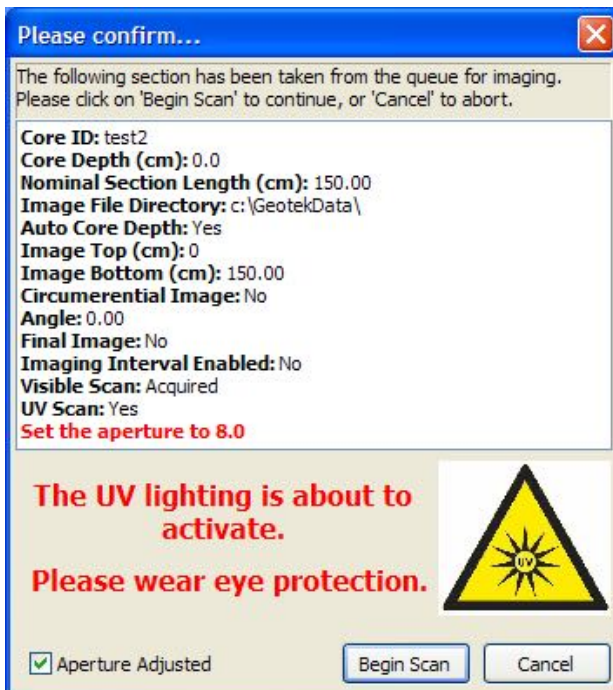 Please confirm...
The following section has been taken from the queue for imaging.
Please click on 'Begin Scan' to continue, or 'Cancel' to abort.
Core ID: test2
Core Depth (cm): 0.0
Nominal Section Length (cm): 150.00
Image File Directory: c:\GeotekData\
Auto Core Depth: Yes
Image Top (cm): 0
Image Bottom (cm): 150.00
Circumerential Image: No
Angle: 0.00
Final Image: No
Imaging Interval Enabled: No
Visible Scan: Acquired
UV Scan: Yes
Set the aperture to 8.0
The UV lighting is about to
activate.
Please wear eye protection.
UV
Aperture Adjusted
Begin Scan
Cancel